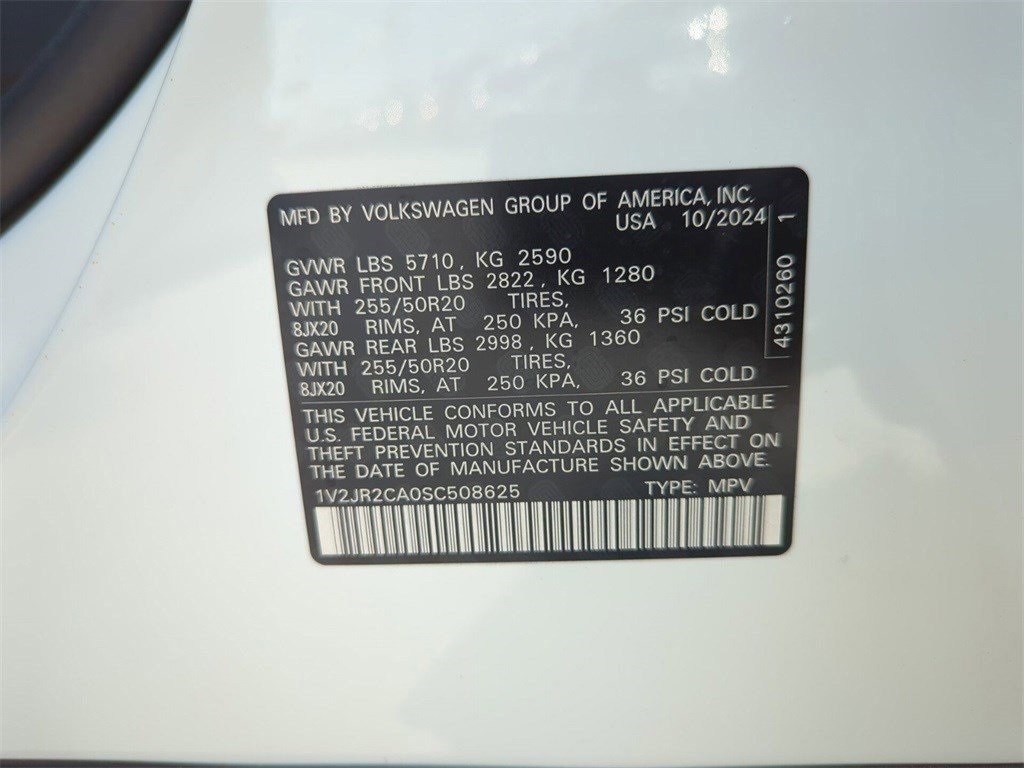 MFD BY VOLKSWAGEN GROUP OF AMERICA, INC.
USA 10/2024
GVWR LBS 5710, KG 2590
GAWR FRONT LBS 2822, KG 1280
WITH 255/50R20 TIRES,
8JX20 RIMS, AT 250 KPA, 36 PSI COLD
GAWR REAR LBS 2998, KG 1360
WITH 255/50R20 TIRES,
8JX20 RIMS, AT 250 KPA, 36 PSI COLD
THIS VEHICLE CONFORMS TO ALL APPLICABLE
U.S. FEDERAL MOTOR VEHICLE SAFETY AND
THEFT PREVENTION STANDARDS IN EFFECT ON
THE DATE OF MANUFACTURE SHOWN ABOVE.
1V2JR2CA0SC508625 TYPE: MPV
4310260 1